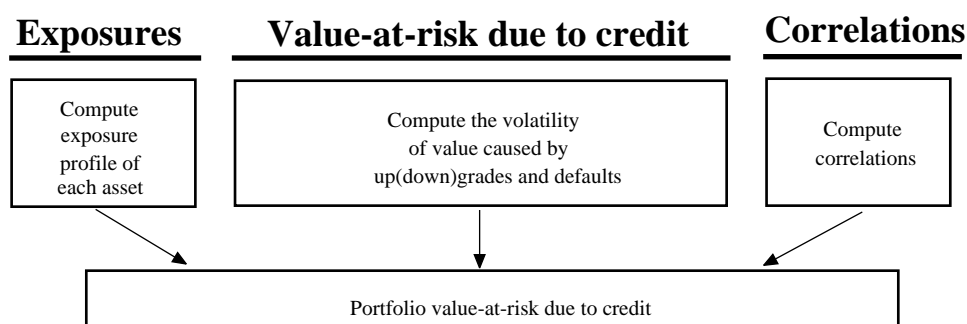 Exposures
Value-at-risk due to credit
Correlations
Compute
exposure
profile of
each asset
Compute the volatility
of value caused by
up(down)grades and defaults
Compute
correlations
Portfolio value-at-risk due to credit